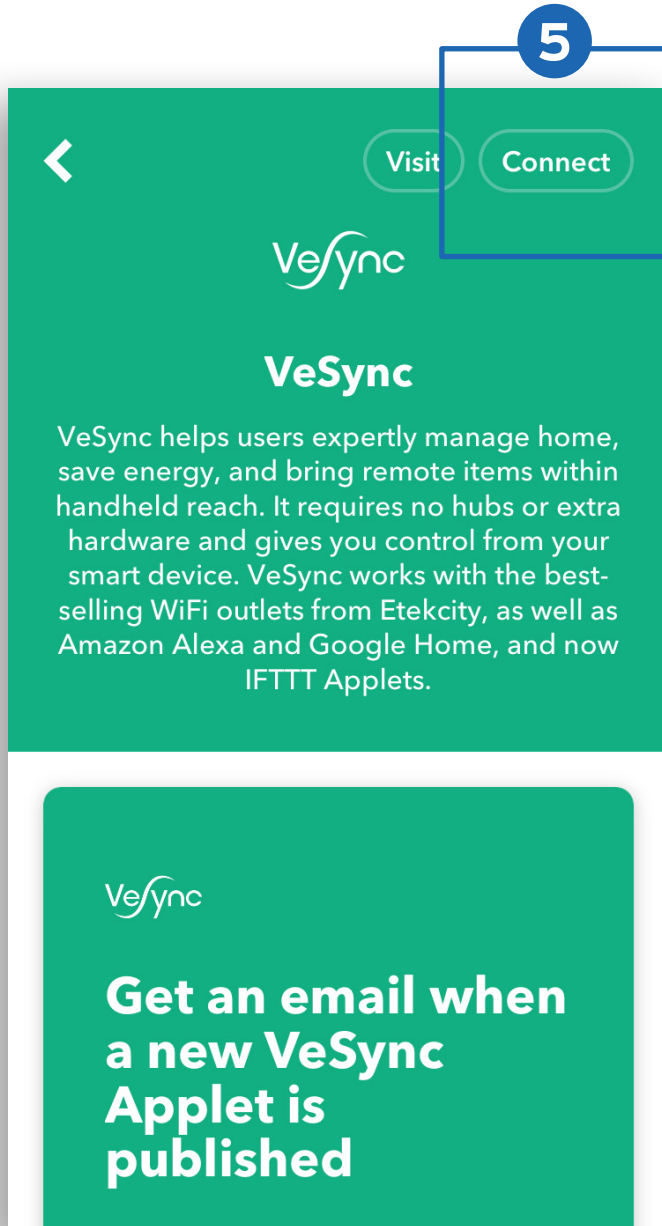 5
Visit
Connect
VeSync
VeSync
VeSync helps users expertly manage home,
save energy, and bring remote items within
handheld reach. It requires no hubs or extra
hardware and gives you control from your
smart device. VeSync works with the best-
selling WiFi outlets from Etekcity, as well as
Amazon Alexa and Google Home, and now
IFTTT Applets.
VeSync
Get an email when
a new VeSync
Applet is
published